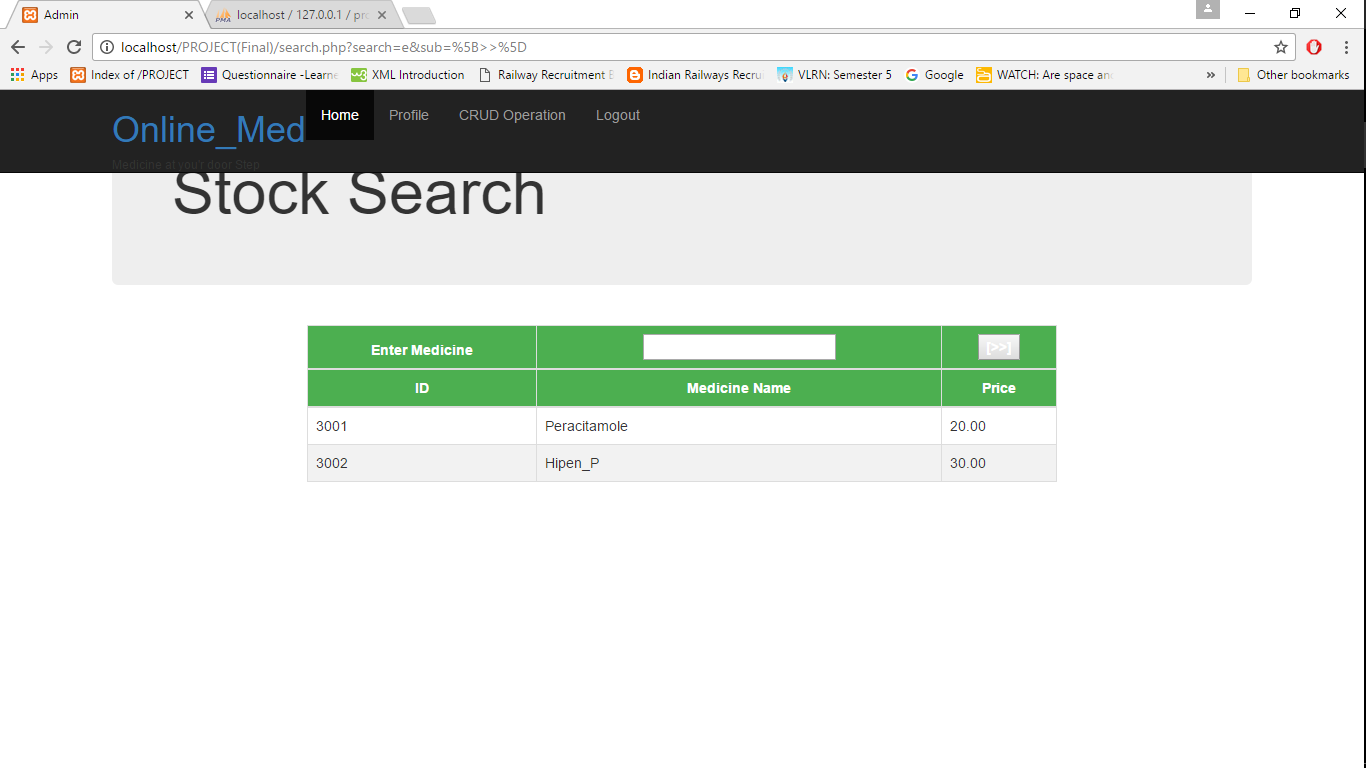 Admin
localhost / 127.0.0.1 / pr
localhost/PROJECT(Final)/search.php?search=e&sub=%5B>>%5D
Apps Index of /PROJECT Questionnaire -Learne XML Introduction Railway Recruitment Indian Railways Recru VLRN: Semester 5 Google WATCH: Are space an » Other bookmarks
Online_Med Home Profile CRUD Operation Logout
Medicine at you'r door Step
Stock Search
Enter Medicine [>>]
ID Medicine Name Price
3001 Peracitamole 20.00
3002 Hipen_P 30.00